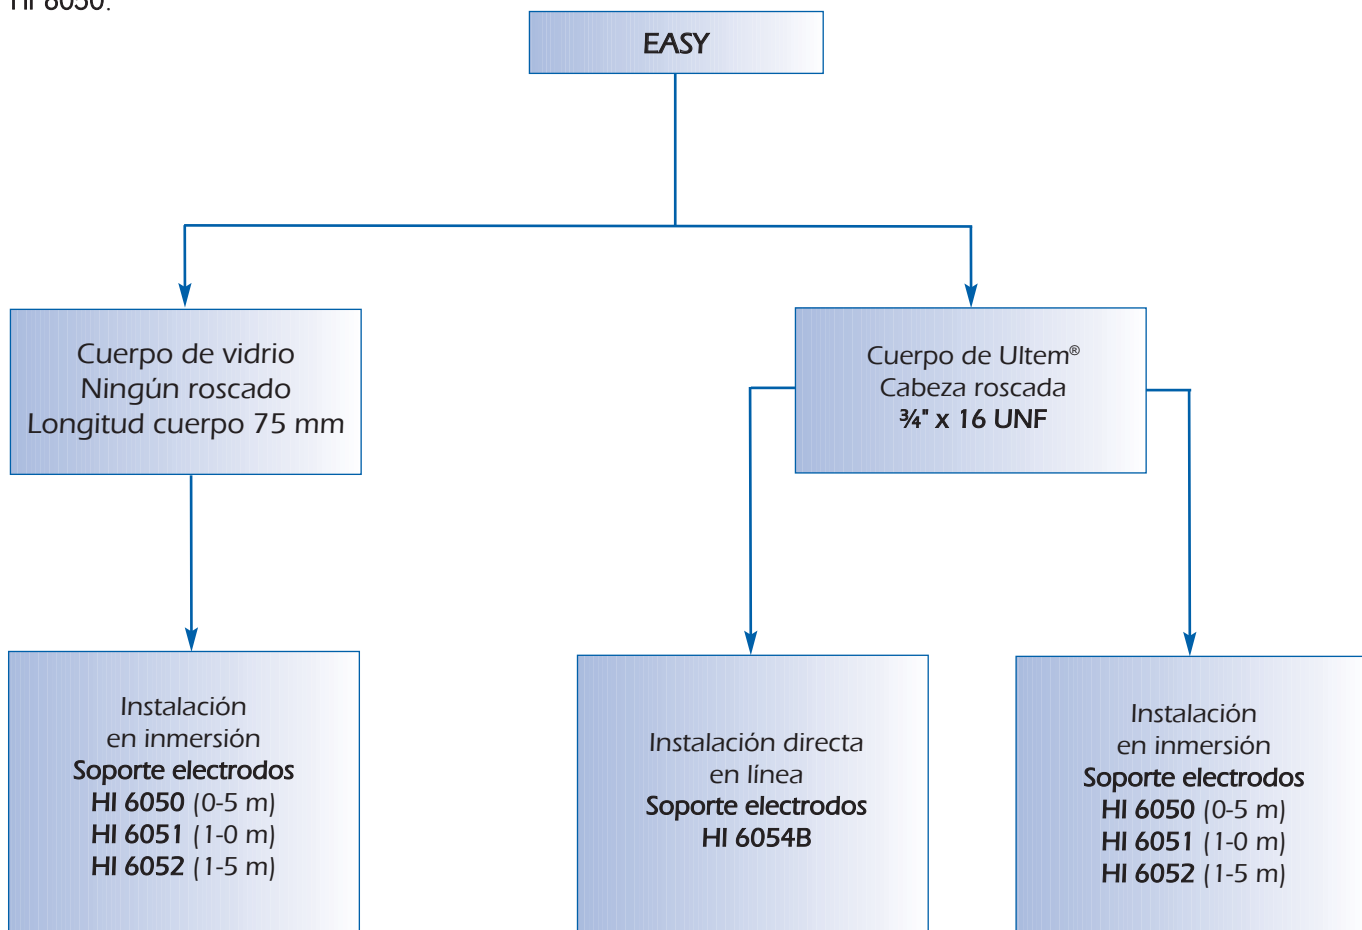 HI 6050.
EASY
Cuerpo de vidrio
Ningún roscado
Longitud cuerpo 75 mm
Cuerpo de Ultem®
Cabeza roscada
¾" x 16 UNF
Instalación
en inmersión
Soporte electrodos
HI 6050 (0-5 m)
HI 6051 (1-0 m)
HI 6052 (1-5 m)
Instalación directa
en línea
Soporte electrodos
HI 6054B
Instalación
en inmersión
Soporte electrodos
HI 6050 (0-5 m)
HI 6051 (1-0 m)
HI 6052 (1-5 m)